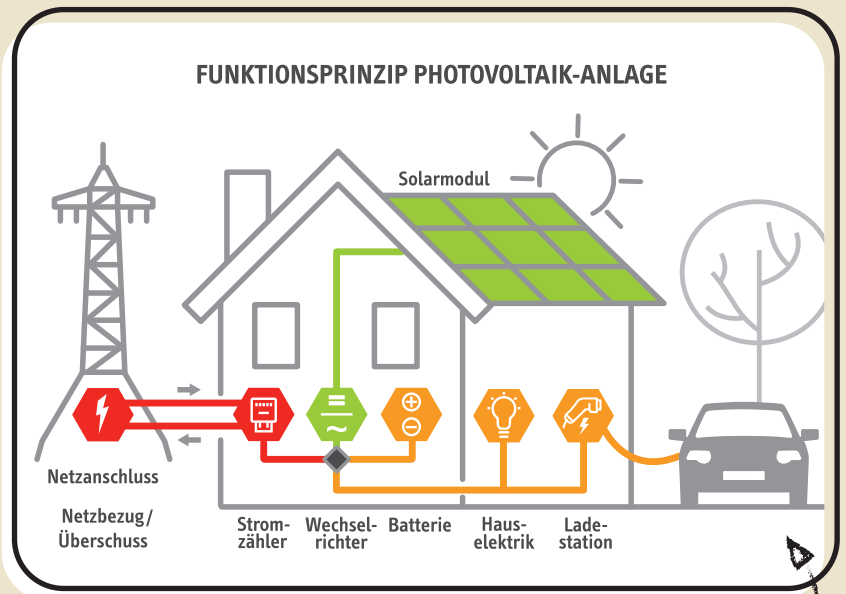 FUNKTIONSPRINZIP PHOTOVOLTAIK-ANLAGE
Solarmodul
Netzanschluss
Netzbezug/
Überschuss
Strom-
zähler
Wechsel-
richter
Batterie
Haus-
elektrik
Lade-
station